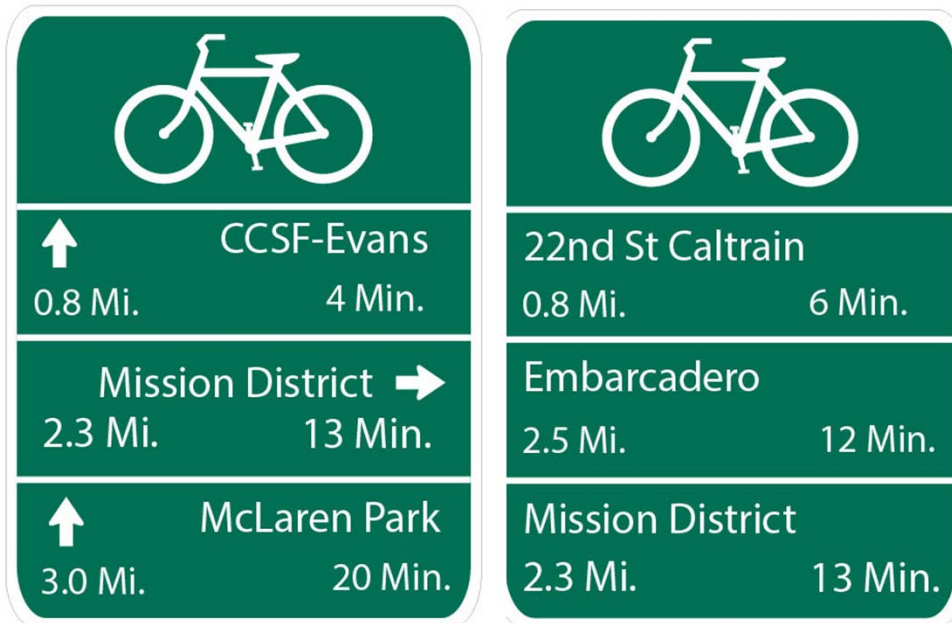 CCSF-Evans
0.8 Mi. 4 Min.
Mission District
2.3 Mi. 13 Min.
McLaren Park
3.0 Mi. 20 Min.
22nd St Caltrain
0.8 Mi. 6 Min.
Embarcadero
2.5 Mi. 12 Min.
Mission District
2.3 Mi. 13 Min.